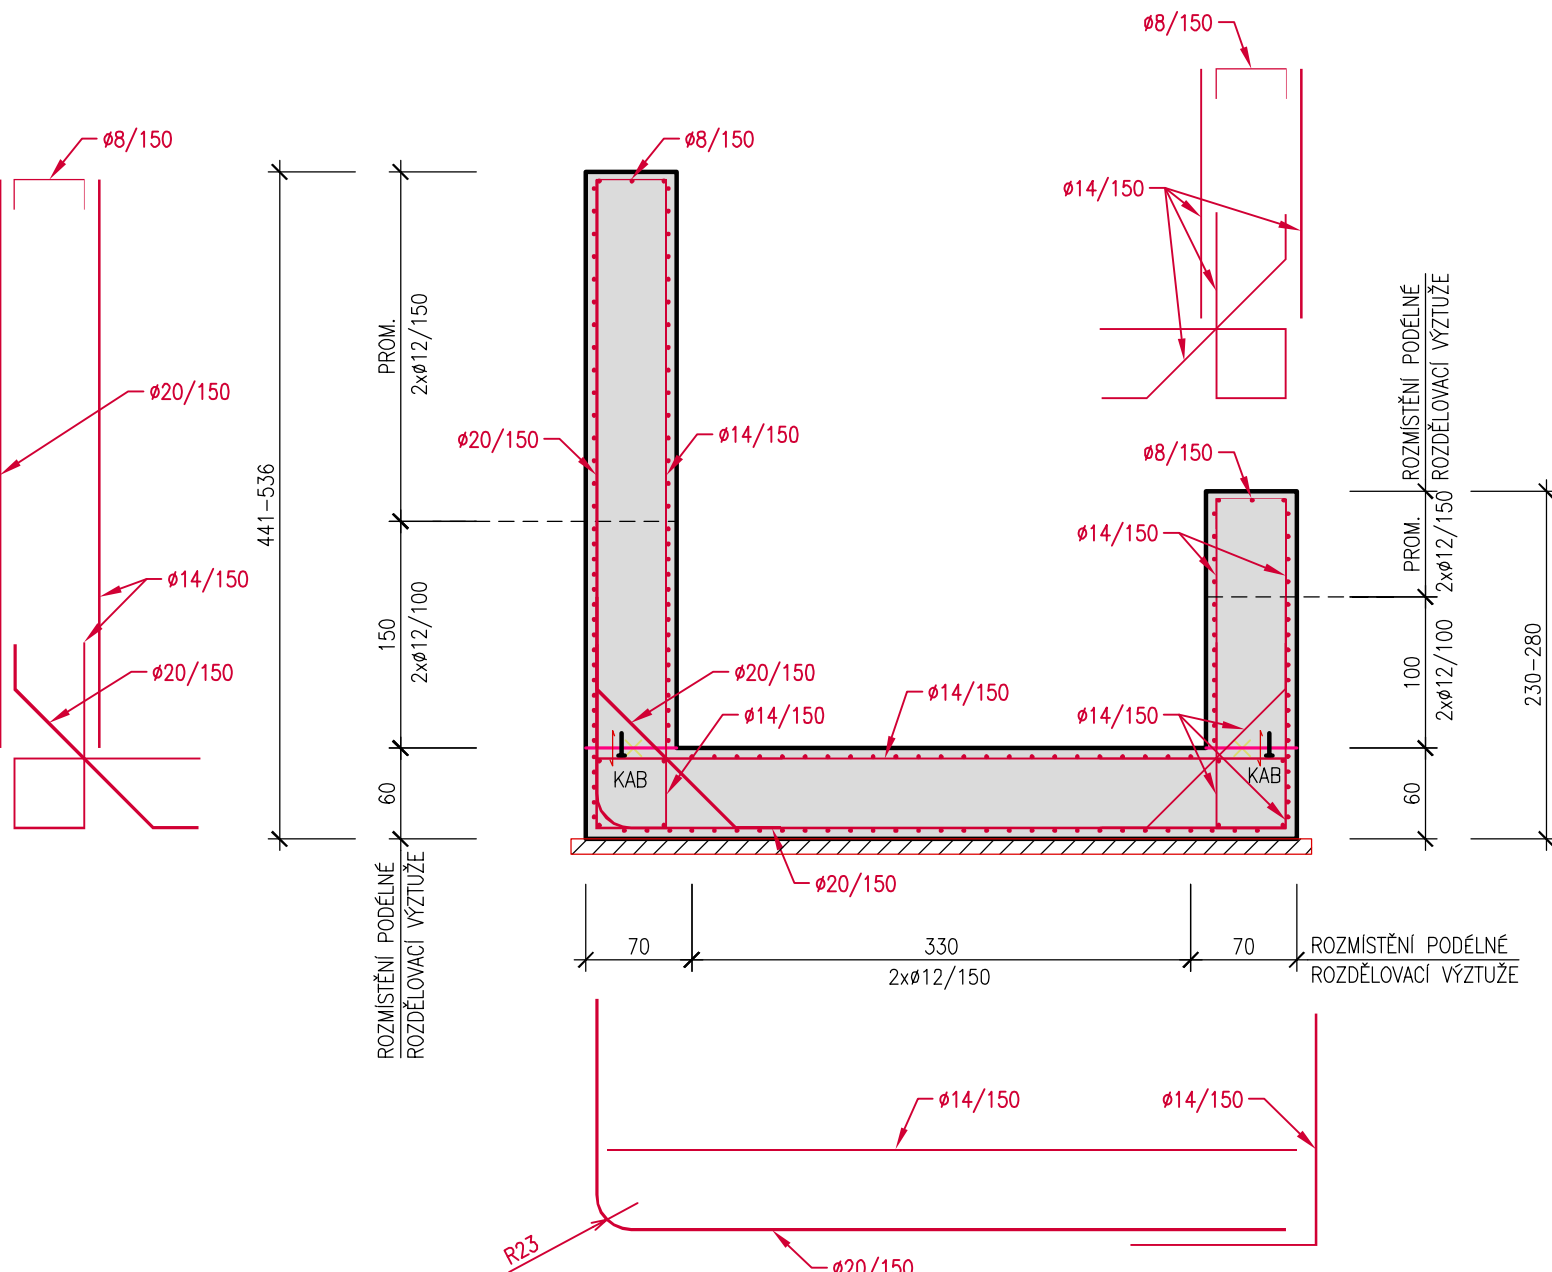 ø8/150
ø8/150
ø8/150
ø14/150
PROM.
2xø12/150
ø20/150
ø20/150
ø14/150
441-536
ø8/150
ROZMÍSTĚNÍ PODÉLNÉ
ROZDĚLOVACÍ VÝZTUŽE
ø14/150
PROM.
2xø12/150
ø14/150
150
2xø12/100
100
2xø12/100
230-280
ø20/150
ø20/150
ø14/150
ø14/150
ø14/150
KAB
KAB
60
60
ø20/150
ROZMÍSTĚNÍ PODÉLNÉ
ROZDĚLOVACÍ VÝZTUŽE
70
330
70
2xø12/150
ROZMÍSTĚNÍ PODÉLNÉ
ROZDĚLOVACÍ VÝZTUŽE
ø14/150
ø14/150
R23
ø20/150